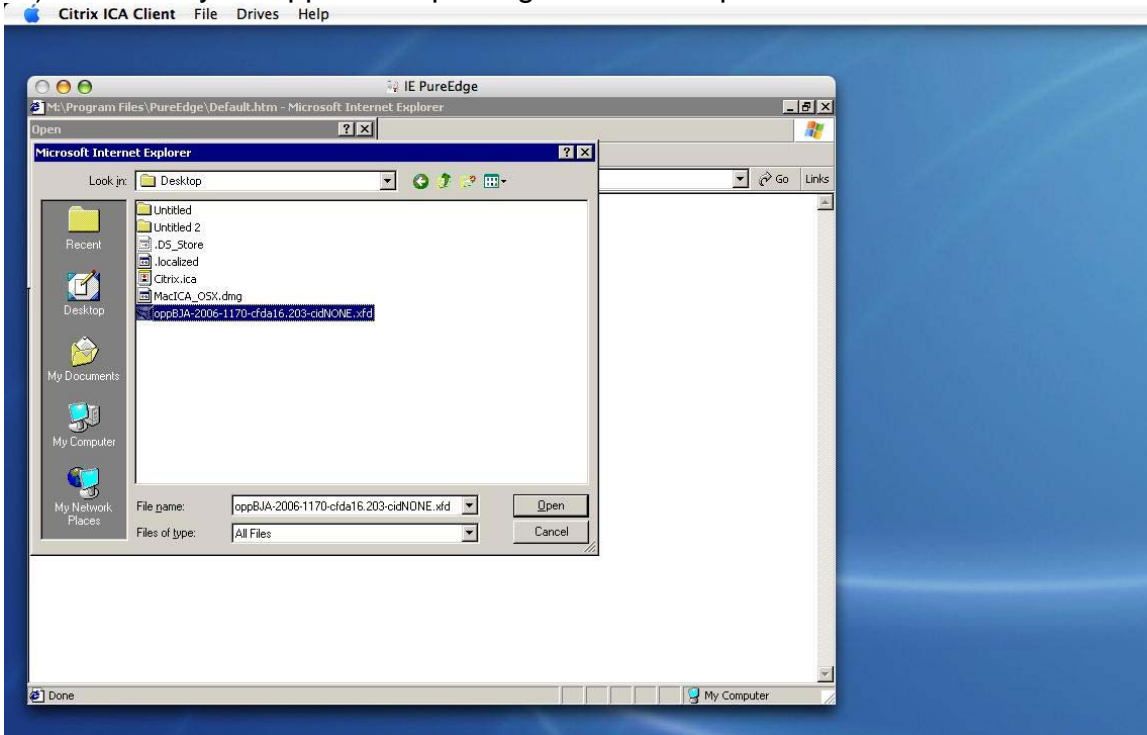 Citrix ICA Client File Drives Help
IE PureEdge
M:\Program Files\PureEdge\Default.htm - Microsoft Internet Explorer
Open
Microsoft Internet Explorer
Look in: Desktop
Go Links
Untitled
Untitled 2
.DS_Store
.localized
Citrix.ica
MacICA_OSX.dmg
oppBJA-2006-1170-cfda16.203-cidNONE.xfd
Recent
Desktop
My Documents
My Computer
My Network
Places
File name: oppBJA-2006-1170-cfda16.203-cidNONE.xfd Open
Files of type: All Files Cancel
Done My Computer